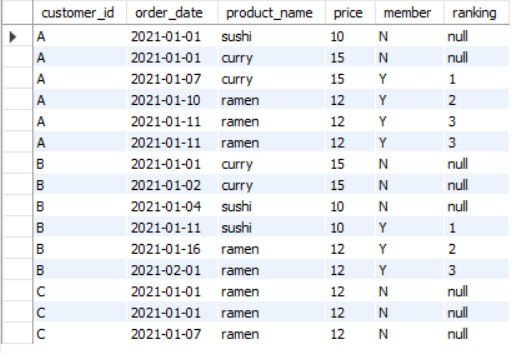 customer_id order_date product_name price member ranking
A 2021-01-01 sushi 10 N null
A 2021-01-01 curry 15 N null
A 2021-01-07 curry 15 Y 1
A 2021-01-10 ramen 12 Y 2
A 2021-01-11 ramen 12 Y 3
A 2021-01-11 ramen 12 Y 3
B 2021-01-01 curry 15 N null
B 2021-01-02 curry 15 N null
B 2021-01-04 sushi 10 N null
B 2021-01-11 sushi 10 Y 1
B 2021-01-16 ramen 12 Y 2
B 2021-02-01 ramen 12 Y 3
C 2021-01-01 ramen 12 N null
C 2021-01-01 ramen 12 N null
C 2021-01-07 ramen 12 N null